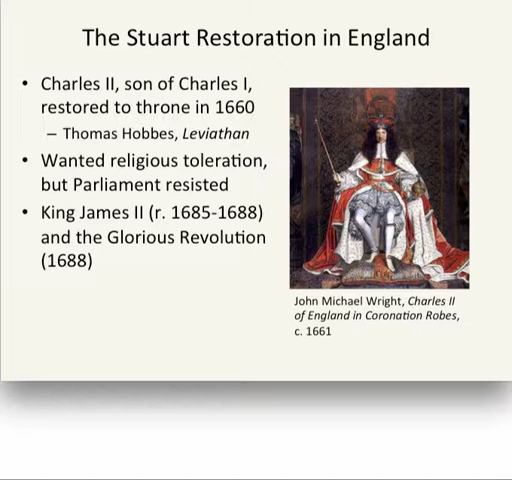 The Stuart Restoration in England
• Charles II, son of Charles I,
restored to throne in 1660
– Thomas Hobbes, Leviathan
• Wanted religious toleration,
but Parliament resisted
• King James II (r. 1685-1688)
and the Glorious Revolution
(1688)
John Michael Wright, Charles II
of England in Coronation Robes,
c. 1661